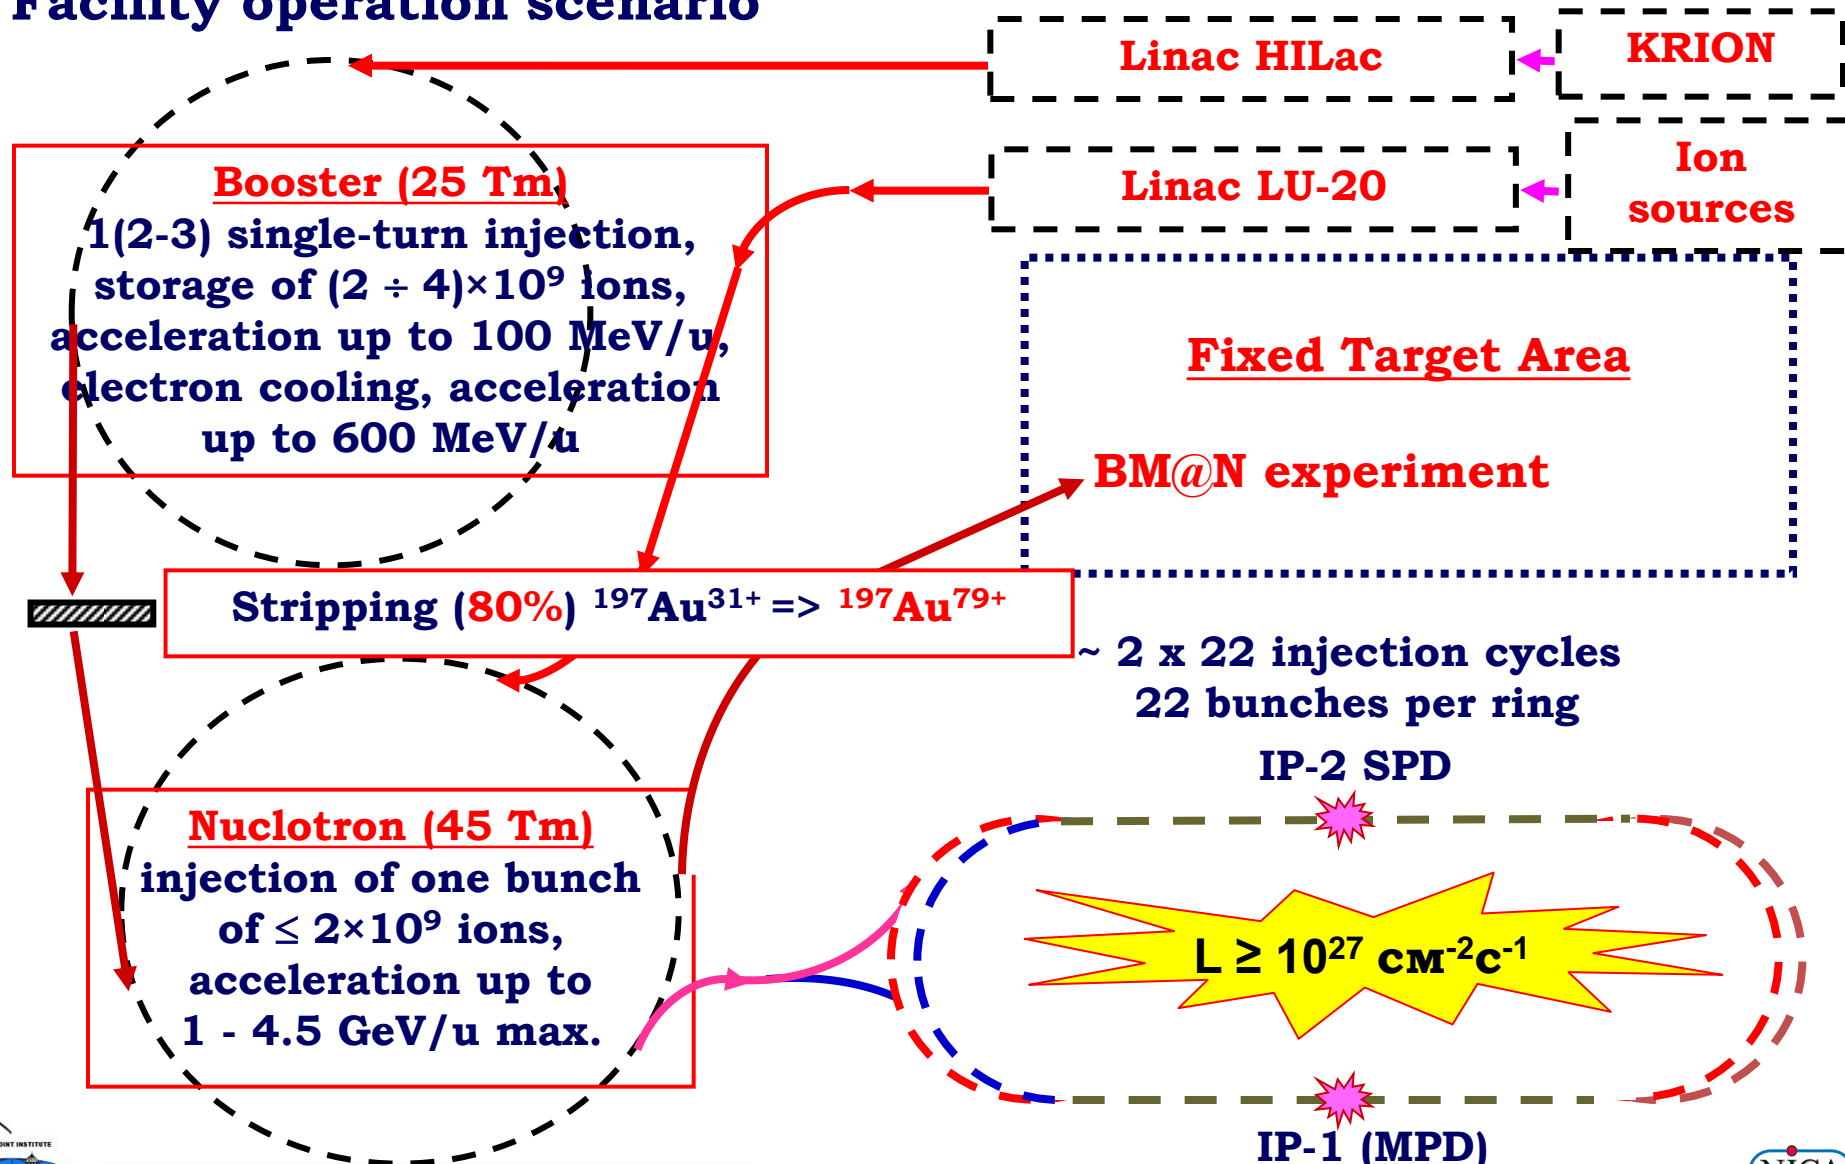 Facility operation scenario
Linac HILac
KRION
Linac LU-20
Ion
sources
Booster (25 Tm)
1(2-3) single-turn injection,
storage of (2 ÷ 4)×10⁹ ions,
acceleration up to 100 MeV/u,
electron cooling, acceleration
up to 600 MeV/u
Fixed Target Area
BM@N experiment
Stripping (80%) ¹⁹⁷Au³¹⁺ => ¹⁹⁷Au⁷⁹⁺
~ 2 x 22 injection cycles
22 bunches per ring
IP-2 SPD
Nuclotron (45 Tm)
injection of one bunch
of ≤ 2×10⁹ ions,
acceleration up to
1 - 4.5 GeV/u max.
L ≥ 10²⁷ см⁻²с⁻¹
IP-1 (MPD)
JOINT INSTITUTE
NICA